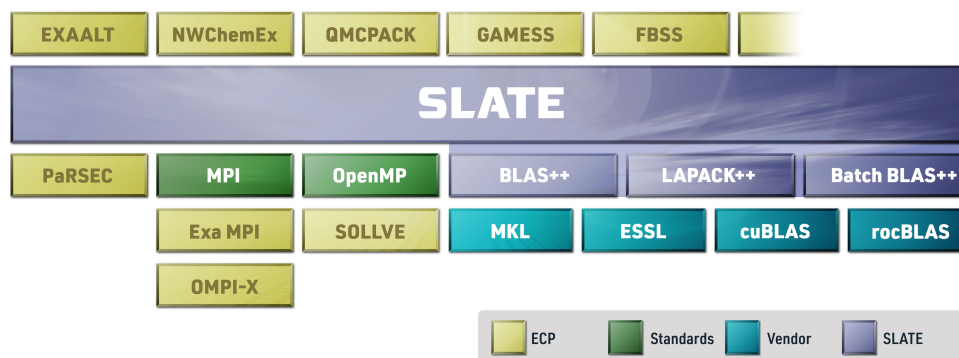 EXAALT NWChemEx QMCPACK GAMESS FBSS
SLATE
PaRSEC MPI OpenMP BLAS++ LAPACK++ Batch BLAS++
Exa MPI SOLLVE MKL ESSL cuBLAS rocBLAS
OMPI-X
ECP Standards Vendor SLATE